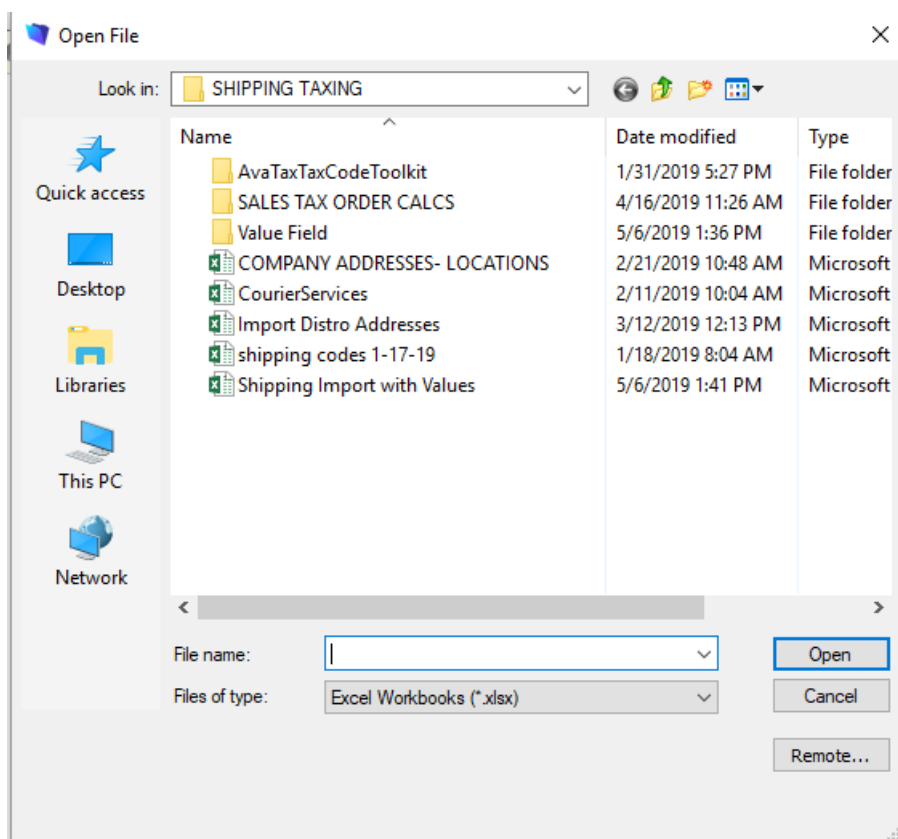 Open File
Look in: SHIPPING TAXING
Name Date modified Type
AvaTaxTaxCodeToolkit 1/31/2019 5:27 PM File folder
SALES TAX ORDER CALCS 4/16/2019 11:26 AM File folder
Value Field 5/6/2019 1:36 PM File folder
COMPANY ADDRESSES- LOCATIONS 2/21/2019 10:48 AM Microsoft
CourierServices 2/11/2019 10:04 AM Microsoft
Import Distro Addresses 3/12/2019 12:13 PM Microsoft
shipping codes 1-17-19 1/18/2019 8:04 AM Microsoft
Shipping Import with Values 5/6/2019 1:41 PM Microsoft
Quick access
Desktop
Libraries
This PC
Network
File name: Open
Files of type: Excel Workbooks (*.xlsx) Cancel
Remote...